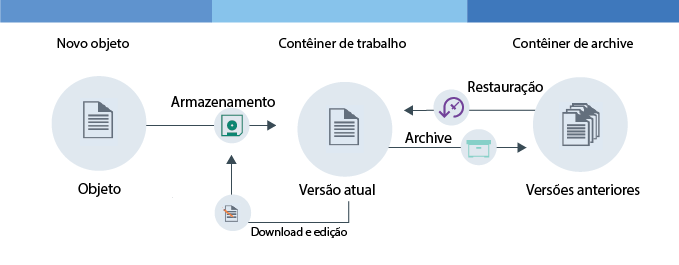 Novo objeto
Contêiner de trabalho
Contêiner de archive
Armazenamento
Restauração
Archive
Objeto
Versão atual
Versões anteriores
Download e edição